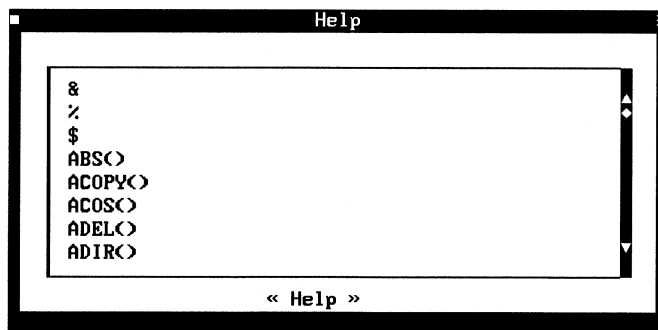 Help
&
%
$
ABS()
ACOPY()
ACOS()
ADEL()
ADIR()
« Help »